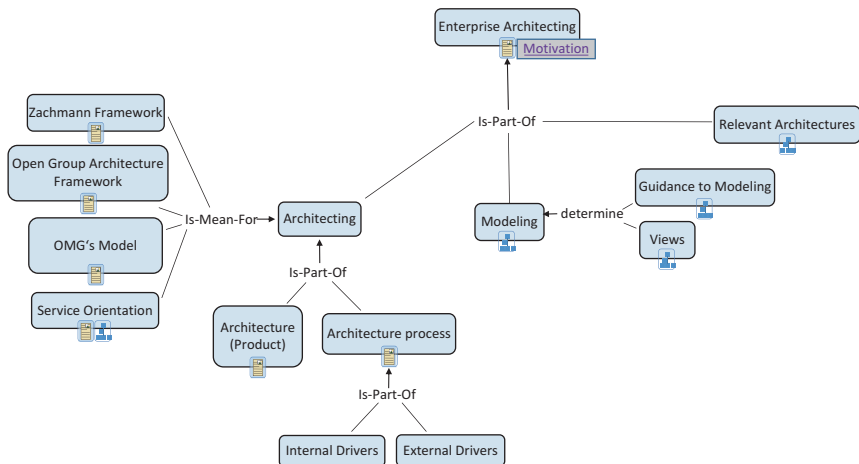 Enterprise Architecting
Motivation
Zachmann Framework
Is-Part-Of
Relevant Architectures
Open Group Architecture
Framework
Guidance to Modeling
Is-Mean-For
Architecting
Modeling
determine
Views
OMG's Model
Is-Part-Of
Service Orientation
Architecture
(Product)
Architecture process
Is-Part-Of
Internal Drivers
External Drivers